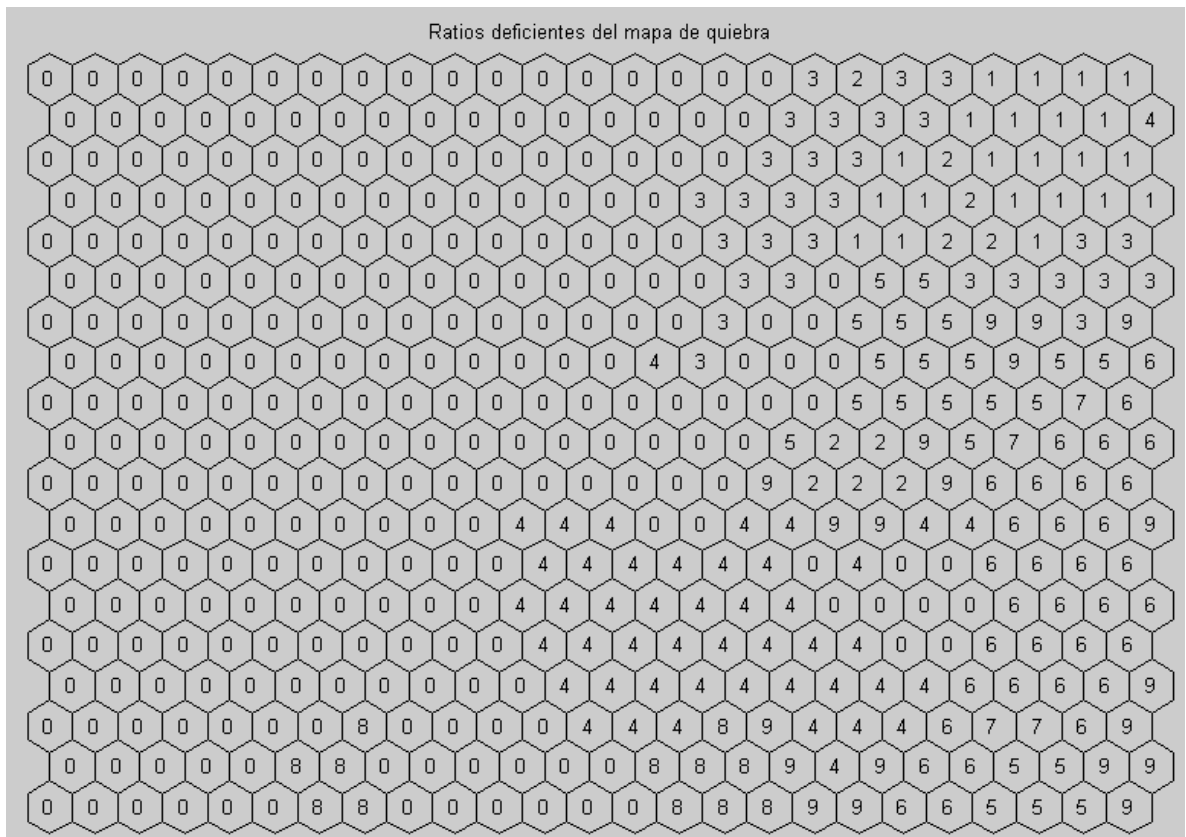 Ratios deficientes del mapa de quiebra
0 0 0 0 0 0 0 0 0 0 0 0 0 0 0 0 0 3 2 3 3 1 1 1 1
0 0 0 0 0 0 0 0 0 0 0 0 0 0 0 0 3 3 3 3 1 1 1 1 4
0 0 0 0 0 0 0 0 0 0 0 0 0 0 0 0 3 3 3 1 2 1 1 1 1
0 0 0 0 0 0 0 0 0 0 0 0 0 0 3 3 3 3 1 1 2 1 1 1 1
0 0 0 0 0 0 0 0 0 0 0 0 0 0 0 3 3 3 1 1 2 2 1 3 3
0 0 0 0 0 0 0 0 0 0 0 0 0 0 0 3 3 0 5 5 3 3 3 3 3
0 0 0 0 0 0 0 0 0 0 0 0 0 0 0 3 0 0 5 5 5 9 9 3 9
0 0 0 0 0 0 0 0 0 0 0 0 0 4 3 0 0 0 5 5 5 9 5 5 6
0 0 0 0 0 0 0 0 0 0 0 0 0 0 0 0 0 0 5 5 5 5 5 7 6
0 0 0 0 0 0 0 0 0 0 0 0 0 0 0 0 5 2 2 9 5 7 6 6 6
0 0 0 0 0 0 0 0 0 0 0 0 0 0 0 0 9 2 2 2 9 6 6 6 6
0 0 0 0 0 0 0 0 0 0 4 4 4 0 0 4 4 9 9 4 4 6 6 6 9
0 0 0 0 0 0 0 0 0 0 0 4 4 4 4 4 4 0 4 0 0 6 6 6 6
0 0 0 0 0 0 0 0 0 0 4 4 4 4 4 4 4 0 0 0 0 6 6 6 6
0 0 0 0 0 0 0 0 0 0 0 4 4 4 4 4 4 4 4 0 0 6 6 6 6
0 0 0 0 0 0 0 0 0 0 0 4 4 4 4 4 4 4 4 4 6 6 6 6 9
0 0 0 0 0 0 0 8 0 0 0 0 4 4 4 8 9 4 4 4 6 7 7 6 9
0 0 0 0 0 8 8 0 0 0 0 0 0 8 8 8 9 4 9 6 6 5 5 9 9
0 0 0 0 0 0 8 8 0 0 0 0 0 0 8 8 8 9 9 6 6 5 5 5 9